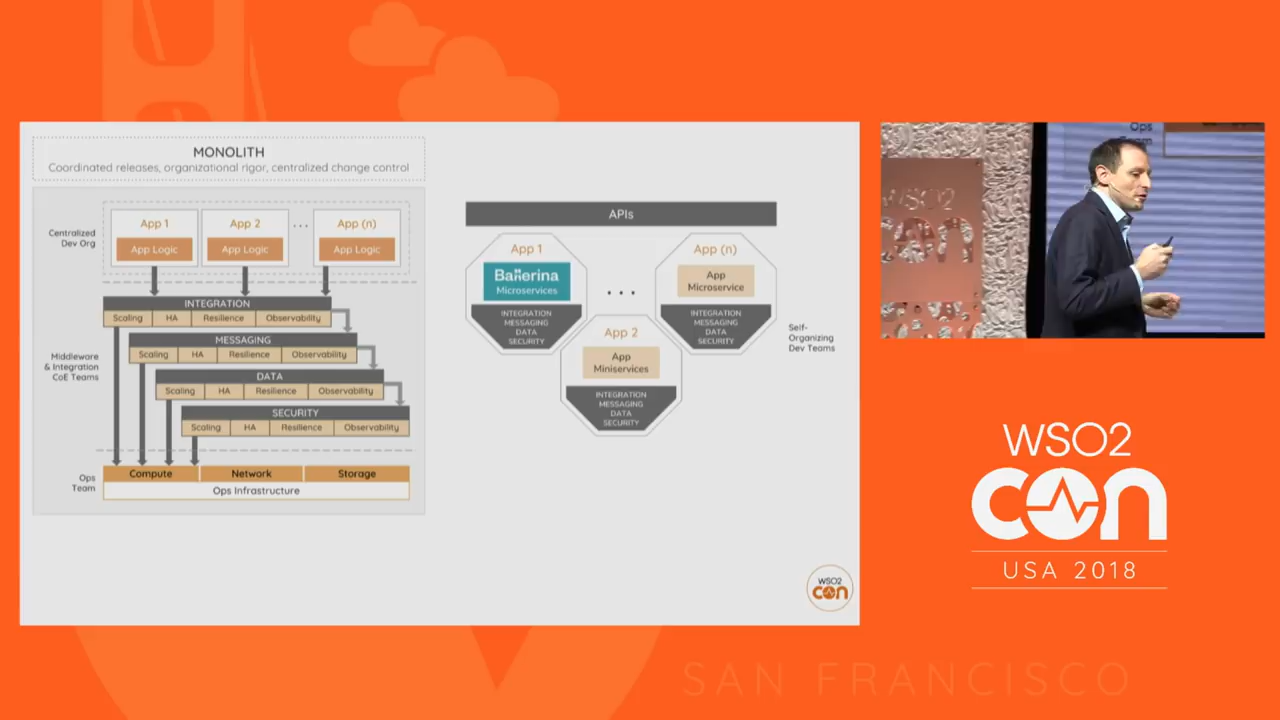 MONOLITH
Coordinated releases, organizational rigor, centralized change control
Centralized
Dev Org
App 1
App Logic
App 2
App Logic
...
App (n)
App Logic
INTEGRATION
Scaling
HA
Resilience
Observability
Middleware
& Integration
CoE Teams
MESSAGING
Scaling
HA
Resilience
Observability
DATA
Scaling
HA
Resilience
Observability
SECURITY
Scaling
HA
Resilience
Observability
Ops
Team
Compute
Network
Storage
Ops Infrastructure
APIs
App 1
Ballerina
Microservices
INTEGRATION
MESSAGING
DATA
SECURITY
...
App 2
App
Miniservices
INTEGRATION
MESSAGING
DATA
SECURITY
App (n)
App
Microservice
INTEGRATION
MESSAGING
DATA
SECURITY
Self-
Organizing
Dev Teams
WSO2
con
Ops
Team
WSO2
con
WSO2
con
USA 2018
SAN FRANCISCO